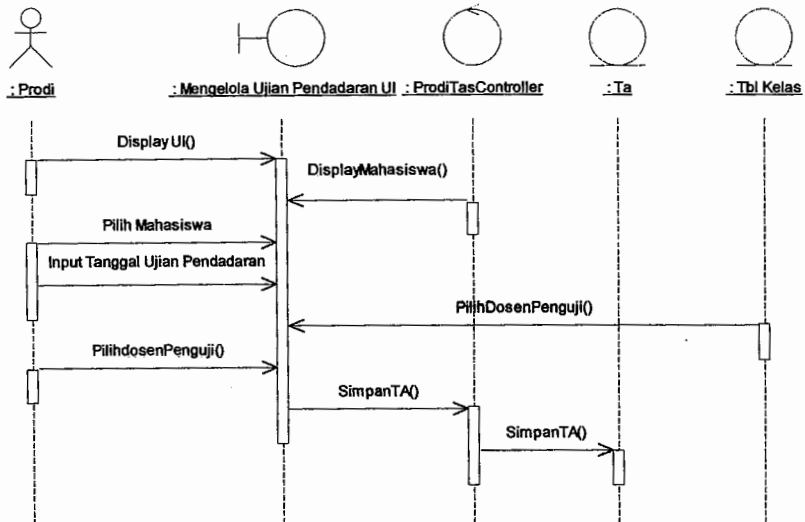 : Prodi
: Mengelola Ujian Pendadaran UI
: ProdiTasController
: Ta
: Tbl Kelas
Display UI()
DisplayMahasiswa()
Pilih Mahasiswa
Input Tanggal Ujian Pendadaran
PilihDosenPenguji()
PilihdosenPenguji()
SimpanTA()
SimpanTA()